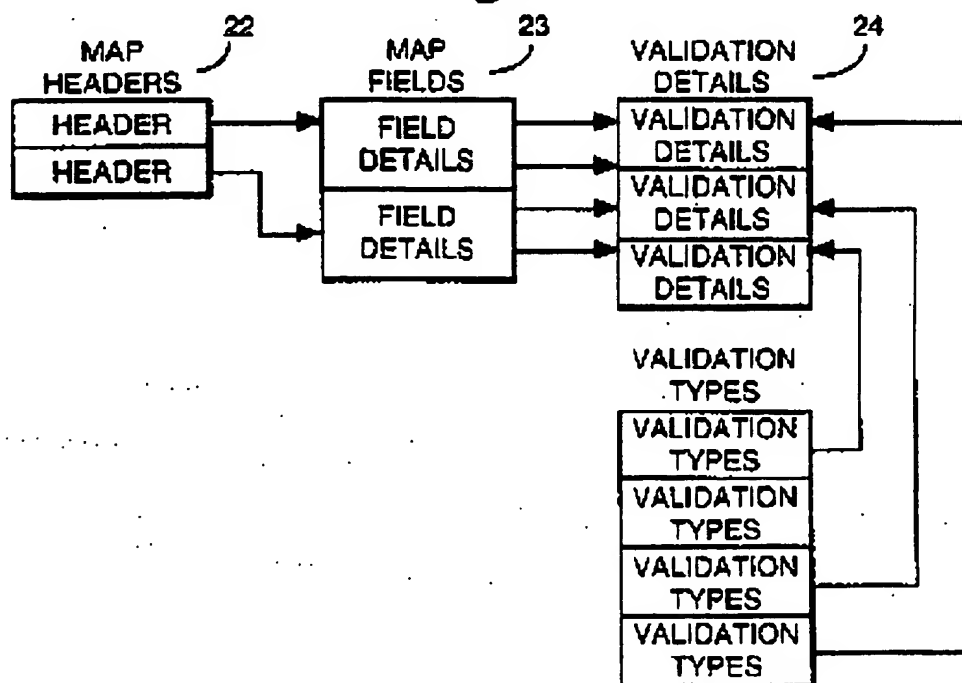 22
MAP
HEADERS
HEADER
HEADER
23
MAP
FIELDS
FIELD
DETAILS
FIELD
DETAILS
24
VALIDATION
DETAILS
VALIDATION
DETAILS
VALIDATION
DETAILS
VALIDATION
DETAILS
VALIDATION
TYPES
VALIDATION
TYPES
VALIDATION
TYPES
VALIDATION
TYPES
VALIDATION
TYPES